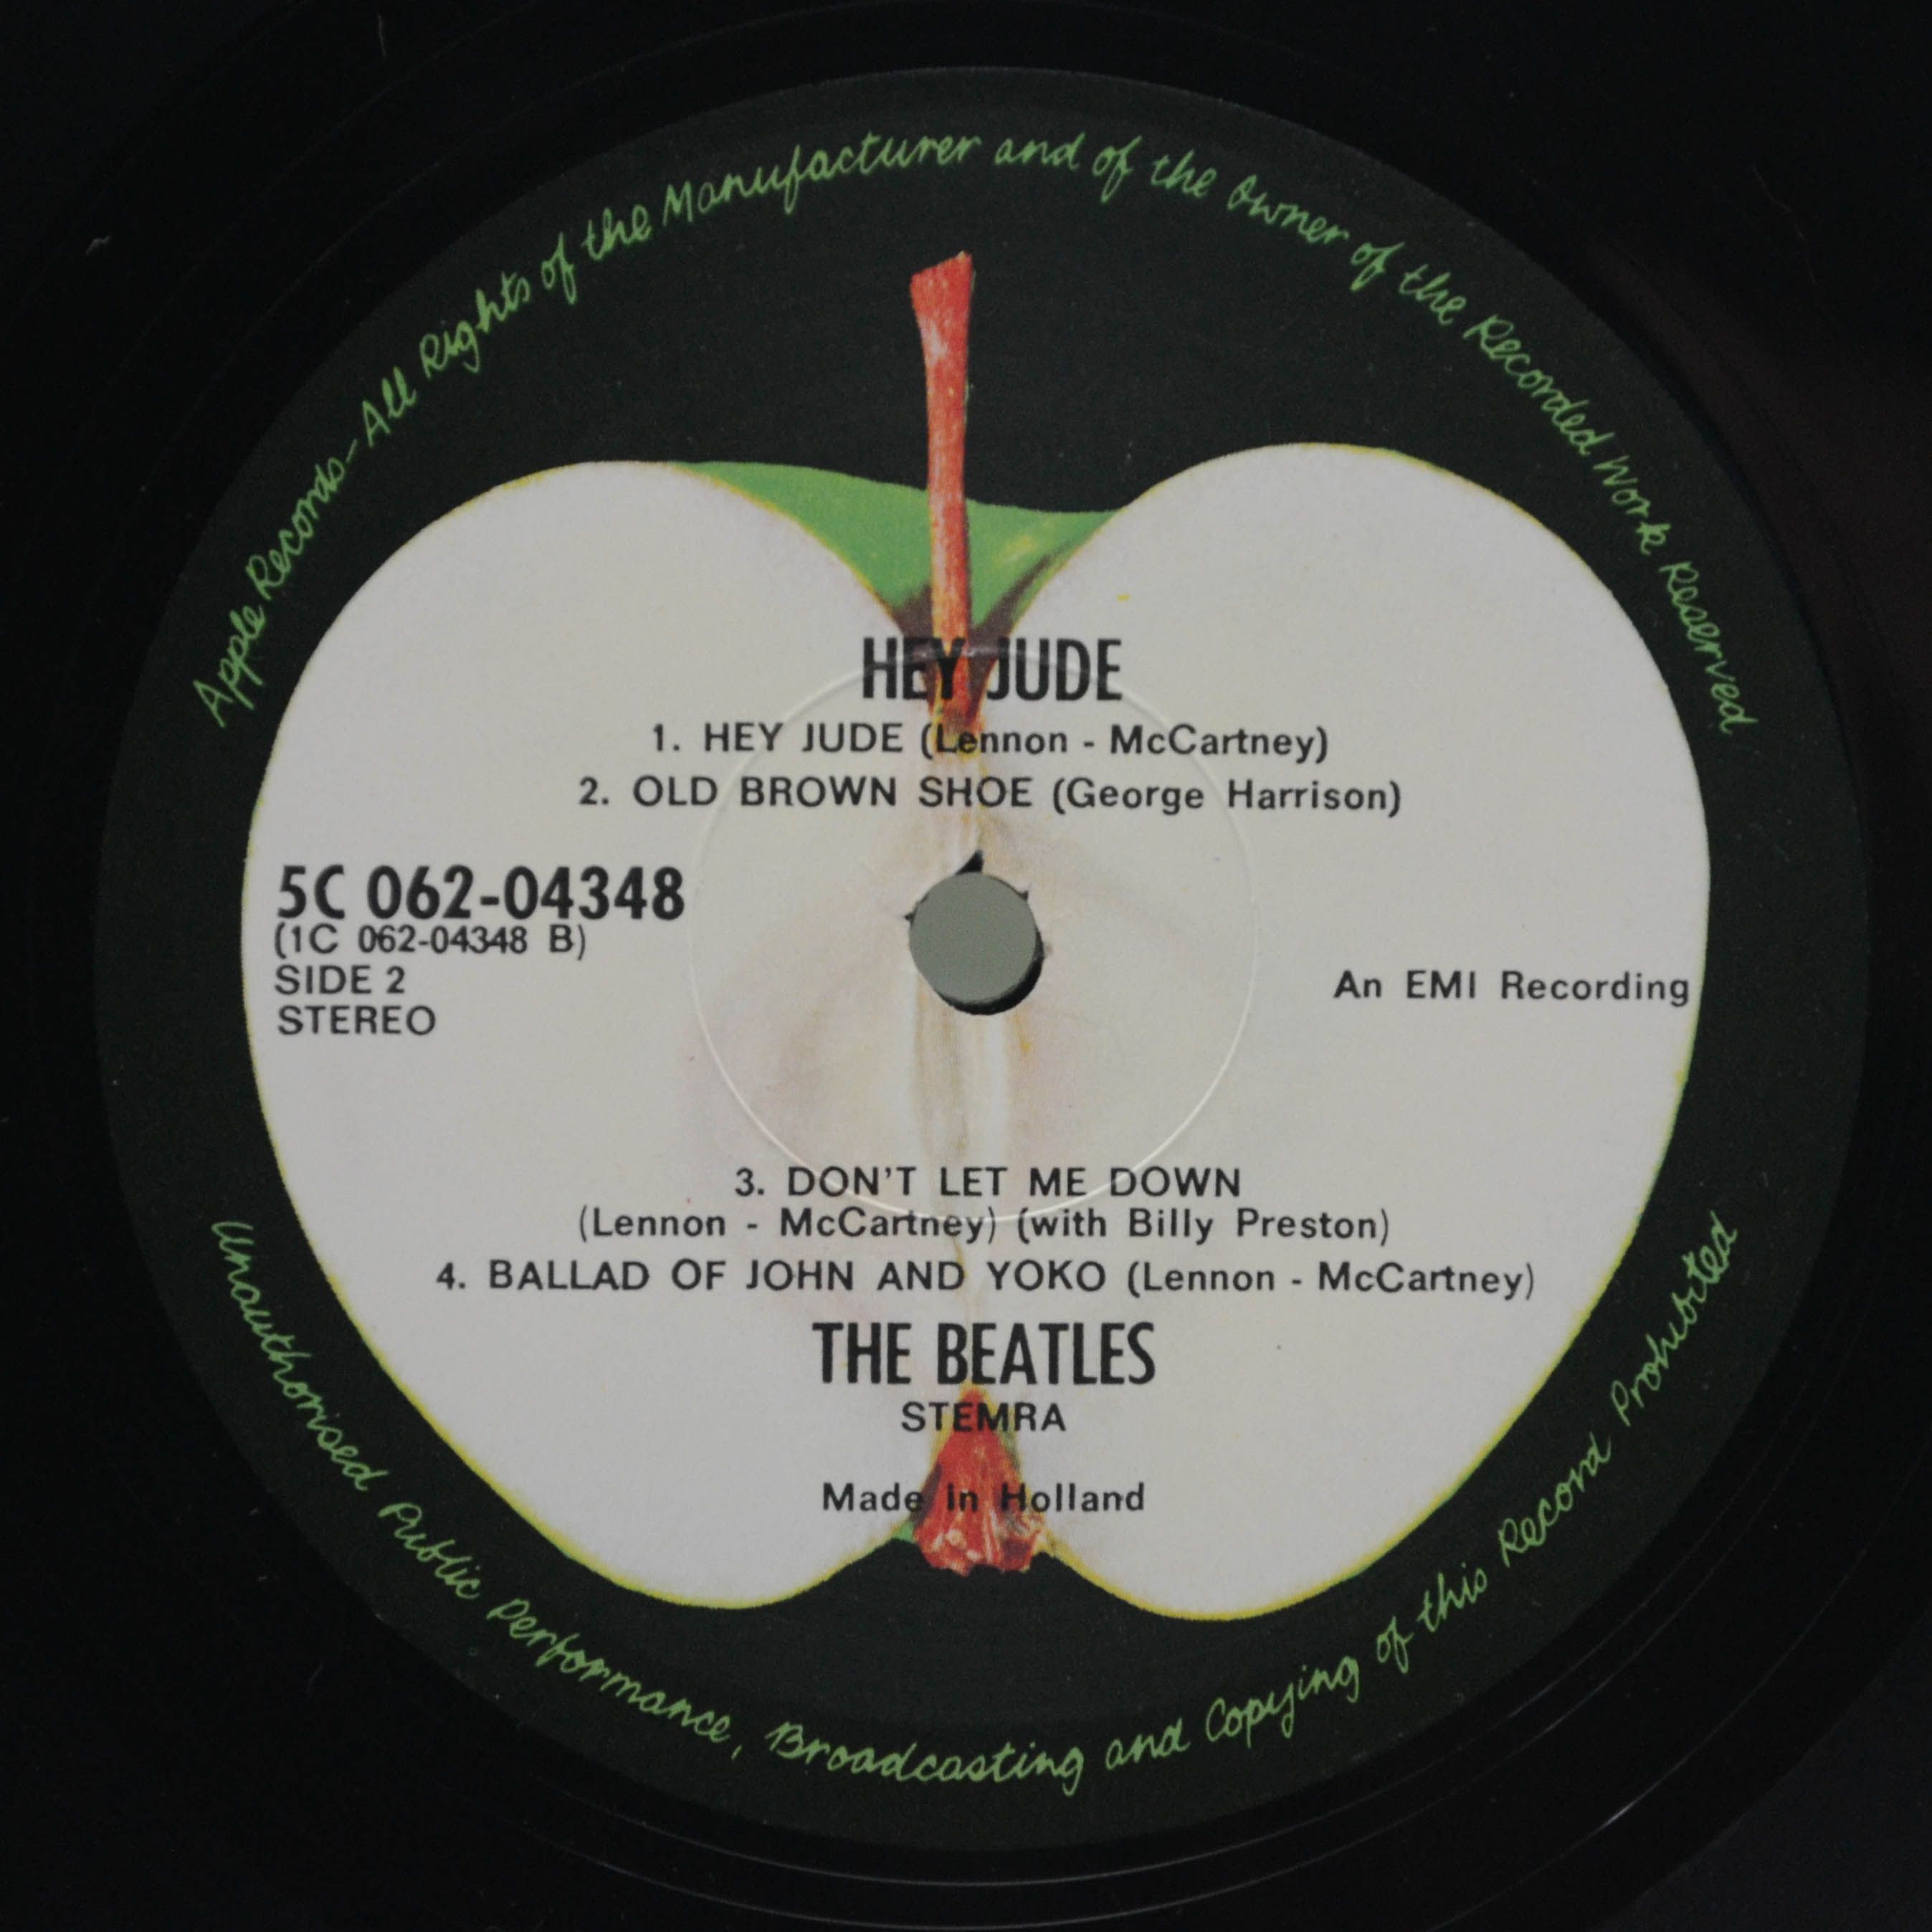 Apple Records—All Rights of the Manufacturer and of the Owner of the Recorded Work Reserved
HEY JUDE
1. HEY JUDE (Lennon - McCartney)
2. OLD BROWN SHOE (George Harrison)
5C 062-04348
(1C 062-04348 B)
SIDE 2
STEREO
An EMI Recording
3. DON'T LET ME DOWN
(Lennon - McCartney) (with Billy Preston)
4. BALLAD OF JOHN AND YOKO (Lennon - McCartney)
THE BEATLES
STEMRA
Made in Holland
Unauthorised Public Performance, Broadcasting and Copying of this Record Prohibited